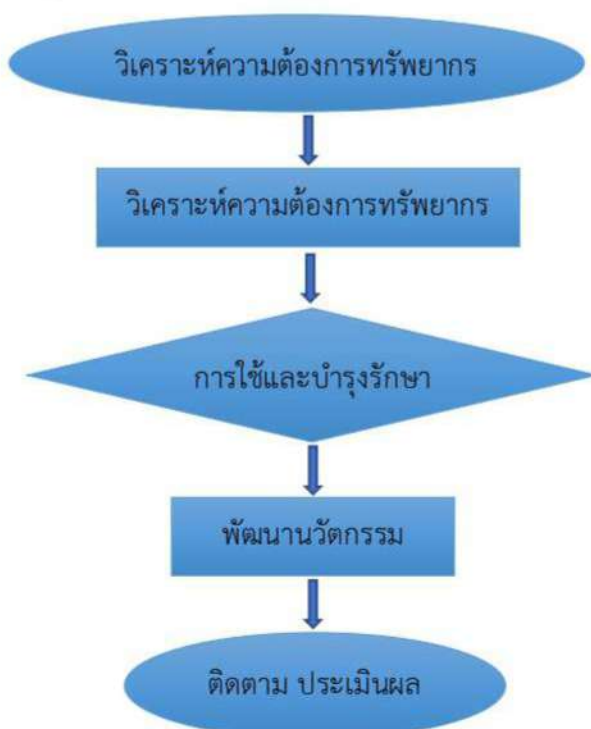 วิเคราะห์ความต้องการทรัพยากร
วิเคราะห์ความต้องการทรัพยากร
การใช้และบำรุงรักษา
พัฒนานวัตกรรม
ติดตาม ประเมินผล